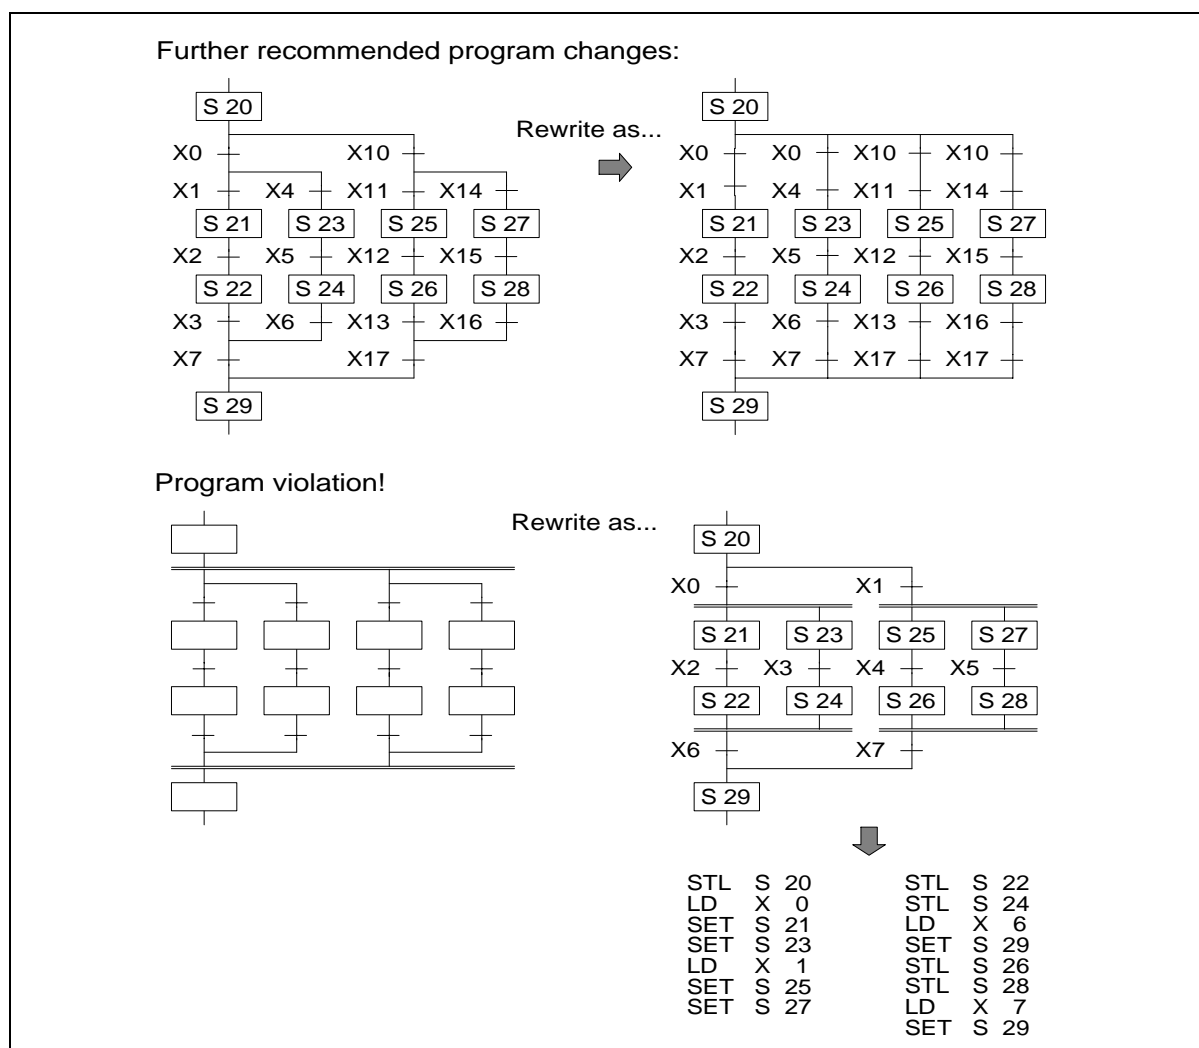 Further recommended program changes:
S 20 S 20
Rewrite as...
X0 X10 X0 X0 X10 X10
X1 X4 X11 X14 X1 X4 X11 X14
S 21 S 23 S 25 S 27 S 21 S 23 S 25 S 27
X2 X5 X12 X15 X2 X5 X12 X15
S 22 S 24 S 26 S 28 S 22 S 24 S 26 S 28
X3 X6 X13 X16 X3 X6 X13 X16
X7 X17 X7 X7 X17 X17
S 29 S 29
Program violation!
Rewrite as...
S 20
X0 X1
S 21 S 23 S 25 S 27
X2 X3 X4 X5
S 22 S 24 S 26 S 28
X6 X7
S 29
STL S 20
LD X 0
SET S 21
SET S 23
LD X 1
SET S 25
SET S 27
STL S 22
STL S 24
LD X 6
SET S 29
STL S 26
STL S 28
LD X 7
SET S 29